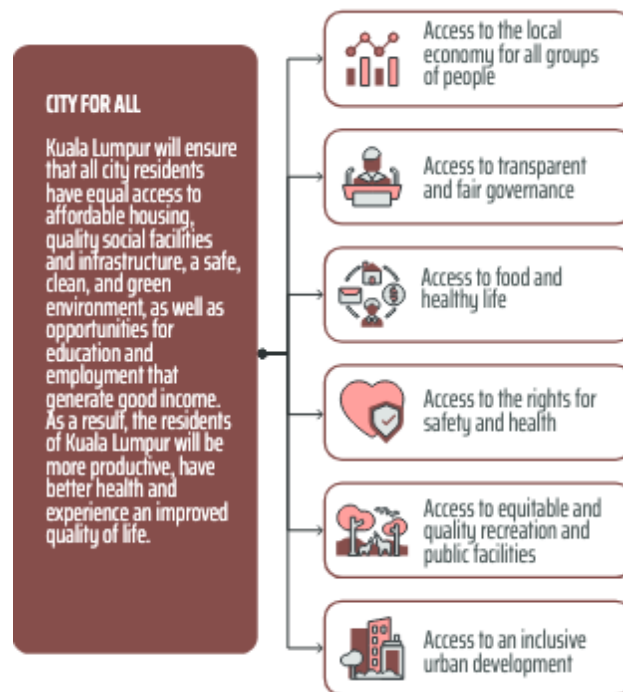 CITY FOR ALL
Kuala Lumpur will ensure
that all city residents
have equal access to
affordable housing,
quality social facilities
and infrastructure, a safe,
clean, and green
environment, as well as
opportunities for
education and
employment that
generate good income.
As a result, the residents
of Kuala Lumpur will be
more productive, have
better health and
experience an improved
quality of life.
Access to the local
economy for all groups
of people
Access to transparent
and fair governance
Access to food and
healthy life
Access to the rights for
safety and health
Access to equitable and
quality recreation and
public facilities
Access to an inclusive
urban development